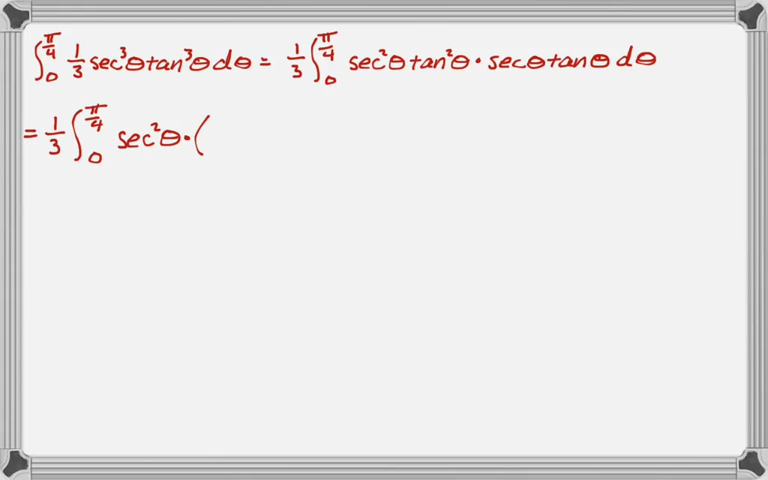 ∫₀^(π/4) 1/3 sec³θ tan³θ dθ = 1/3 ∫₀^(π/4) sec²θ tan²θ • secθ tanθ dθ
= 1/3 ∫₀^(π/4) sec²θ • (